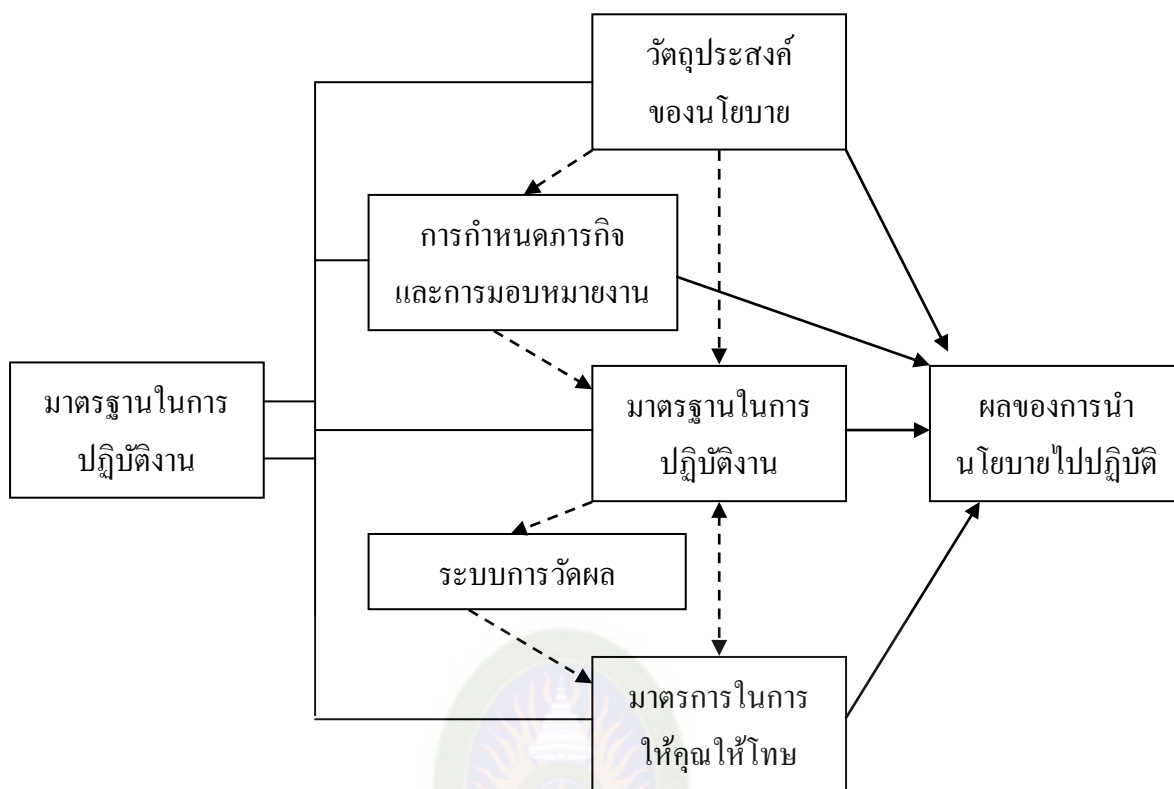 วัตถุประสงค์
ของนโยบาย
การกำหนดภารกิจ
และการมอบหมายงาน
มาตรฐานในการ
ปฏิบัติงาน
มาตรฐานในการ
ปฏิบัติงาน
ผลของการนำ
นโยบายไปปฏิบัติ
ระบบการวัดผล
มาตรการในการ
ให้คุณให้โทษ